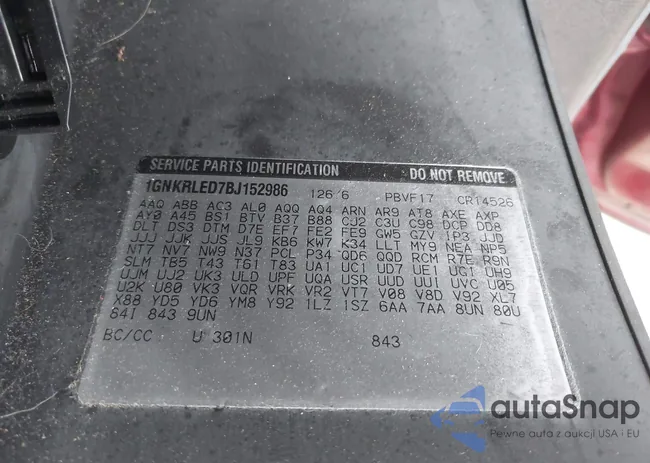 SERVICE PARTS IDENTIFICATION DO NOT REMOVE
1GNKRLED7BJ152986 126/6 PBVF17 CR14526
AAQ ABB AC3 AL0 AQQ AQ4 ARN AR9 AT8 AXE AXP
AY0 A45 BS1 BTV B37 B88 CJ2 C3U C98 DCP DD8
DLT DS3 DTM D7E EF7 FE2 FE9 GW5 GZV IP3 JJD
JJJ JJK JJS JL9 KB6 KW7 K34 LLT MY9 NEA NP5
NT7 NV7 NW9 N37 PCL P34 QD6 QQD RCM R7E R9N
SLM TB5 T43 T61 T83 UA1 UC1 UD7 UE1 UG1 UH9
UJM UJ2 UK3 ULD UPF UQA USR UUD UUI UVC U05
U2K U80 VK3 VQR VRK VR2 VT7 V08 V8D V92 XL7
X88 YD5 YD6 YM8 Y92 1LZ 1SZ 6AA 7AA 8UN 80U
64I 843 9UN
BC/CC U 301N 843
autaSnap
Pewne auta z aukcji USA i EU